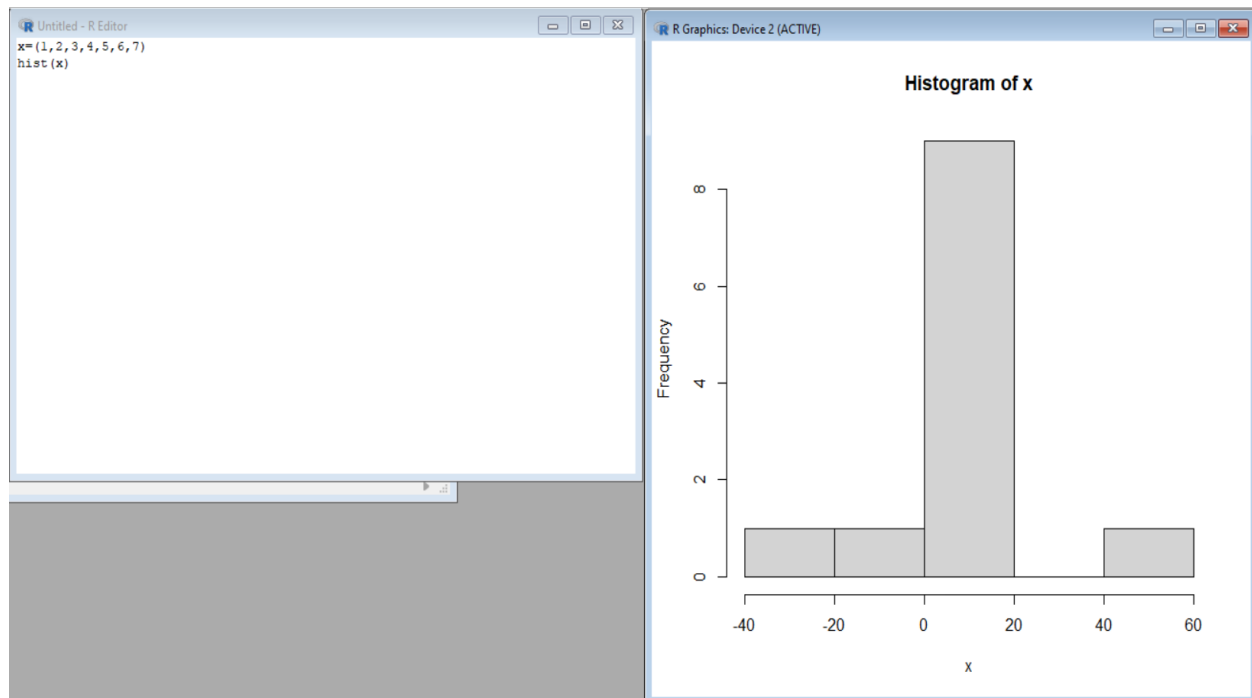 Untitled - R Editor
x=(1,2,3,4,5,6,7)
hist(x)
R Graphics: Device 2 (ACTIVE)
Histogram of x
Frequency
8
6
4
2
0
-40 -20 0 20 40 60
x